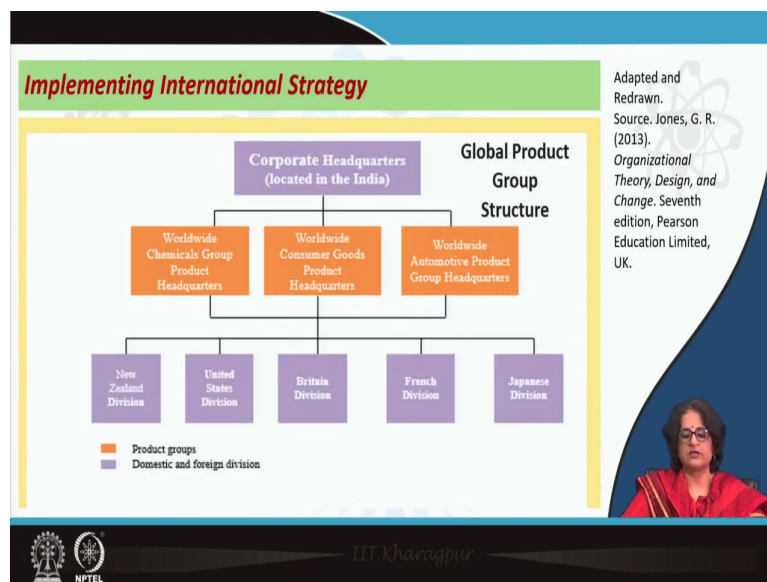 Implementing International Strategy
Corporate Headquarters
(located in the India)
Global Product
Group
Structure
Worldwide
Chemicals Group
Product
Headquarters
Worldwide
Consumer Goods
Product
Headquarters
Worldwide
Automotive Product
Group Headquarters
New
Zealand
Division
United
States
Division
Britain
Division
French
Division
Japanese
Division
Product groups
Domestic and foreign division
Adapted and
Redrawn.
Source. Jones, G. R.
(2013).
Organizational
Theory, Design, and
Change. Seventh
edition, Pearson
Education Limited,
UK.
IIT Kharagpur
NPTEL